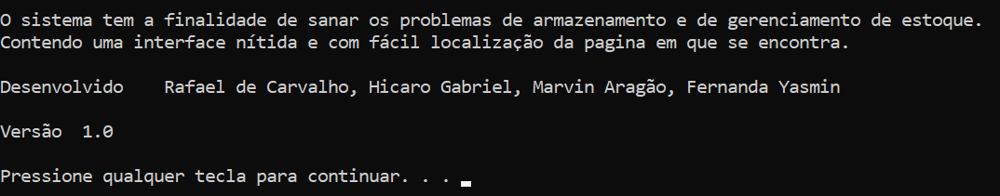 O sistema tem a finalidade de sanar os problemas de armazenamento e de gerenciamento de estoque.
Contendo uma interface nítida e com fácil localização da pagina em que se encontra.
Desenvolvido    Rafael de Carvalho, Hicaro Gabriel, Marvin Aragão, Fernanda Yasmin
Versão  1.0
Pressione qualquer tecla para continuar. . .